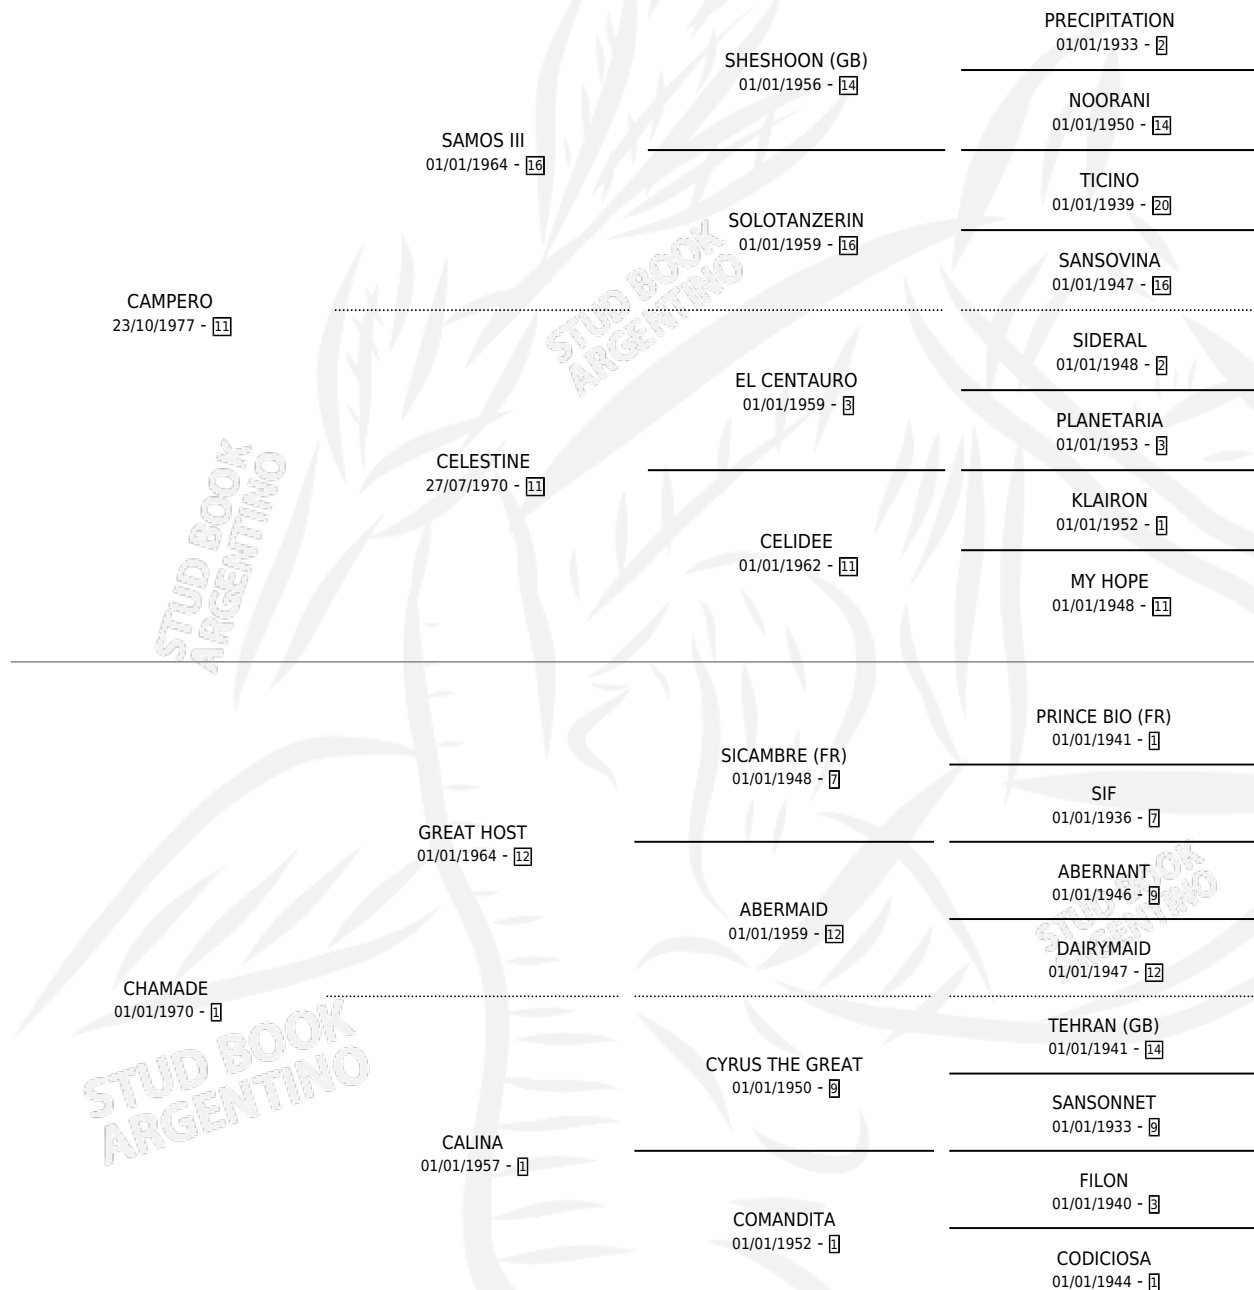 PRECIPITATION
01/01/1933 - 2
SHESHOON (GB)
01/01/1956 - 14
NOORANI
01/01/1950 - 14
SAMOS III
01/01/1964 - 16
TICINO
01/01/1939 - 20
SOLOTANZERIN
01/01/1959 - 16
SANSOVINA
01/01/1947 - 16
CAMPERO
23/10/1977 - 11
STUD BOOK
ARGENTINO
SIDERAL
01/01/1948 - 2
EL CENTAURO
01/01/1959 - 3
PLANETARIA
01/01/1953 - 3
CELESTINE
27/07/1970 - 11
KLAIRON
01/01/1952 - 1
CELIDEE
01/01/1962 - 11
MY HOPE
01/01/1948 - 11
STUD BOOK
ARGENTINO
PRINCE BIO (FR)
01/01/1941 - 1
SICAMBRE (FR)
01/01/1948 - 7
SIF
01/01/1936 - 7
GREAT HOST
01/01/1964 - 12
ABERNANT
01/01/1946 - 9
ABERMAID
01/01/1959 - 12
STUD BOOK
ARGENTINO
DAIRYMAID
01/01/1947 - 12
CHAMADE
01/01/1970 - 1
STUD BOOK
ARGENTINO
TEHRAN (GB)
01/01/1941 - 14
CYRUS THE GREAT
01/01/1950 - 9
SANSONNET
01/01/1933 - 9
CALINA
01/01/1957 - 1
FILON
01/01/1940 - 3
COMANDITA
01/01/1952 - 1
CODICIOSA
01/01/1944 - 1